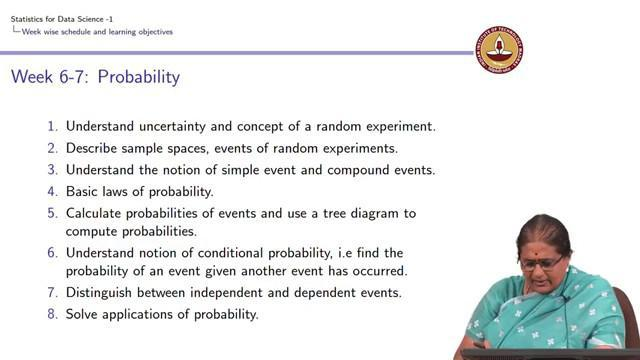 Statistics for Data Science -1
Week wise schedule and learning objectives
Week 6-7: Probability
1. Understand uncertainty and concept of a random experiment.
2. Describe sample spaces, events of random experiments.
3. Understand the notion of simple event and compound events.
4. Basic laws of probability.
5. Calculate probabilities of events and use a tree diagram to
compute probabilities.
6. Understand notion of conditional probability, i.e find the
probability of an event given another event has occurred.
7. Distinguish between independent and dependent events.
8. Solve applications of probability.